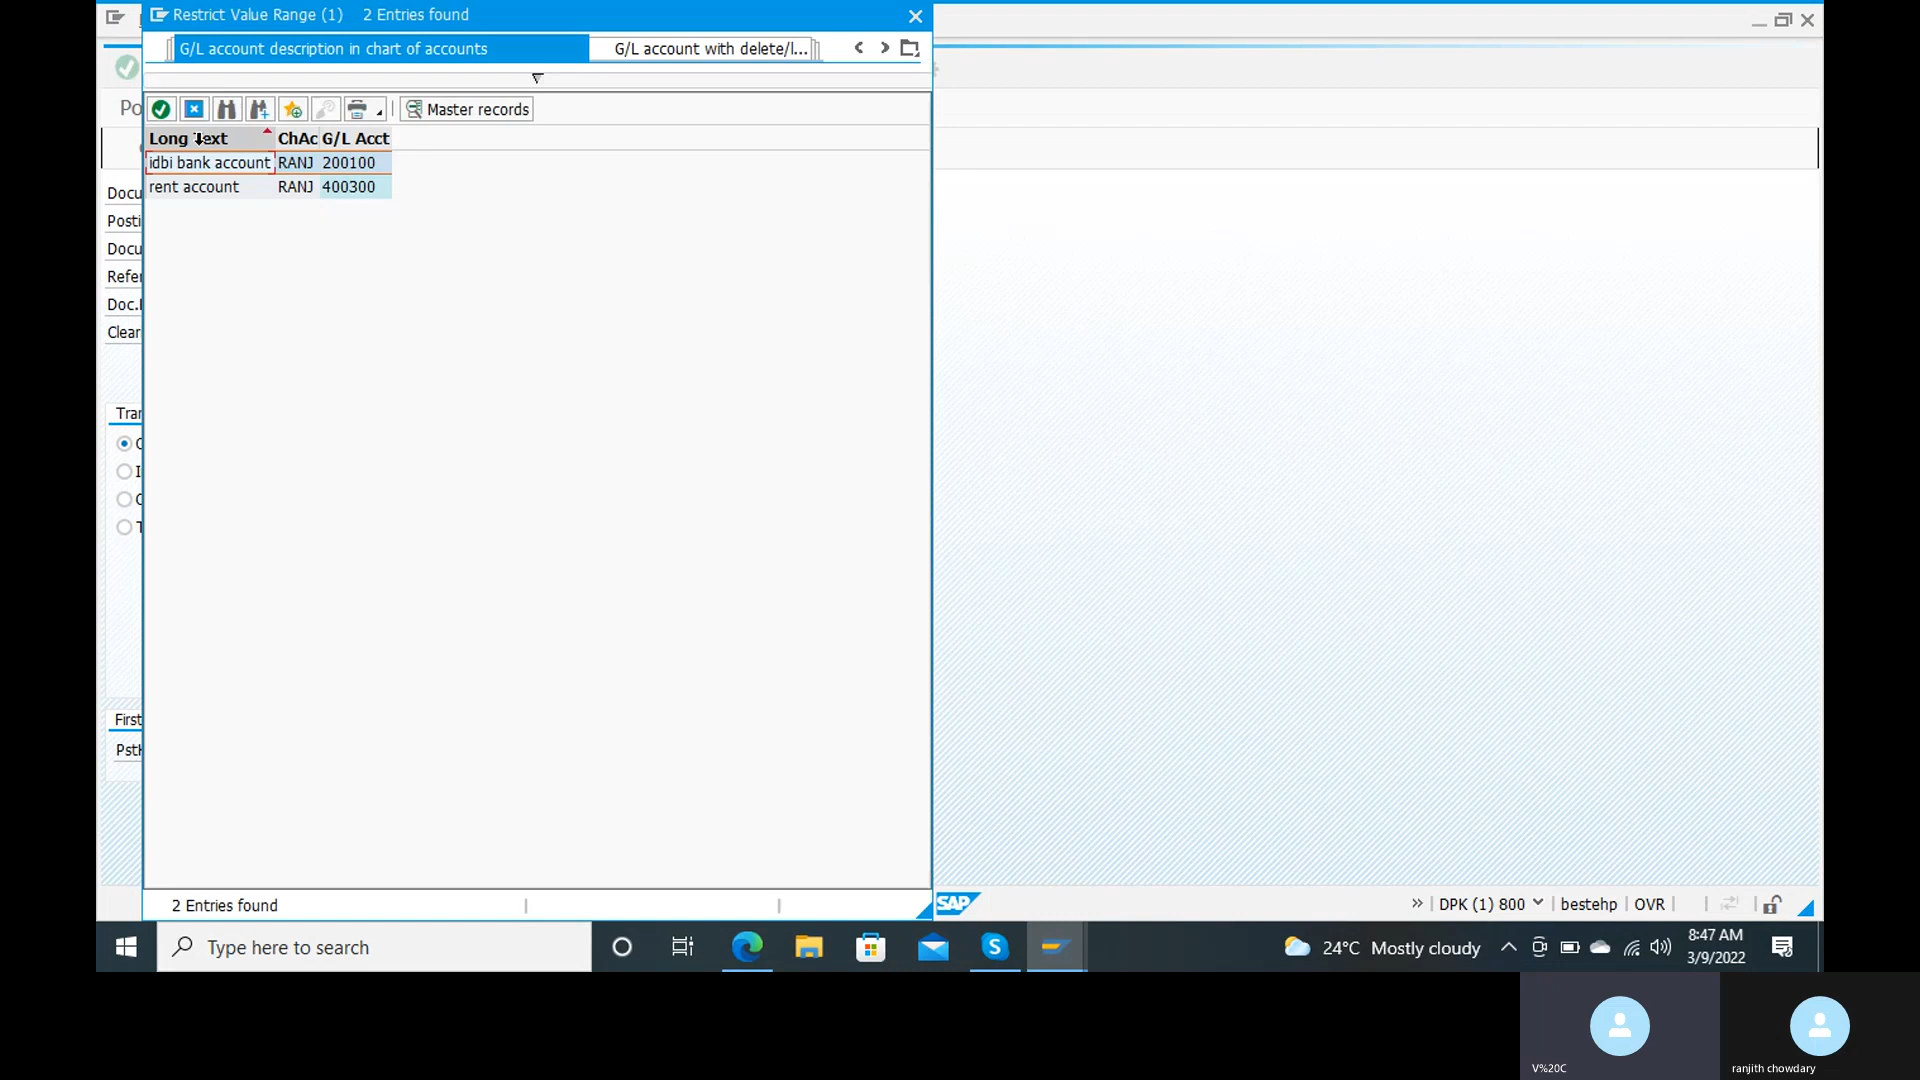 Restrict Value Range (1) 2 Entries found
G/L account description in chart of accounts G/L account with delete/l...
Master records
Long Text ChAc G/L Acct
idbi bank account RANJ 200100
rent account RANJ 400300
Po
Docu
Posti
Docu
Refer
Doc.
Clear
Tran
First
2 Entries found
SAP
DPK (1) 800 bestehp OVR
Type here to search
24°C Mostly cloudy
8:47 AM
3/9/2022
V%20C
ranjith chowdary